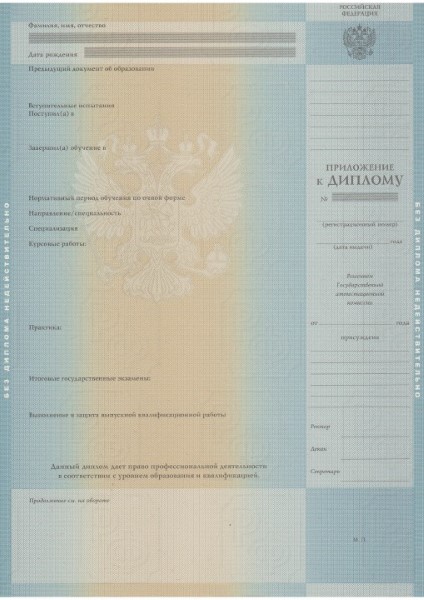 РОССИЙСКАЯ
ФЕДЕРАЦИЯ
Фамилия, имя, отчество
Дата рождения
Предыдущий документ об образовании
Вступительные испытания
Поступил(а) в
Завершил(а) обучение в
Нормативный период обучения по очной форме
Направление/специальность
Специализация
Курсовые работы:
Практика:
Итоговые государственные экзамены:
Выполнение и защита выпускной квалификационной работы:
Данный диплом дает право профессиональной деятельности
в соответствии с уровнем образования и квалификацией.
Продолжение см. на обороте
ПРИЛОЖЕНИЕ
к ДИПЛОМУ
№
(регистрационный номер)
года
(дата выдачи)
Решением
Государственной
аттестационной
комиссии
от года
присуждена
Ректор
Декан
Секретарь
БЕЗ ДИПЛОМА НЕДЕЙСТВИТЕЛЬНО
БЕЗ ДИПЛОМА НЕДЕЙСТВИТЕЛЬНО